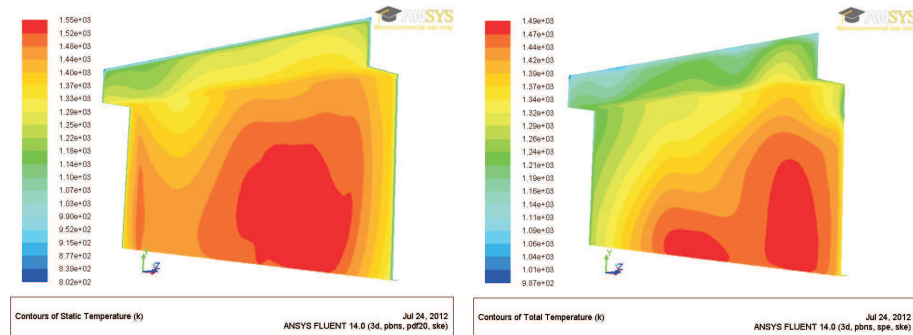 1.55e+03
1.52e+03
1.48e+03
1.44e+03
1.40e+03
1.37e+03
1.33e+03
1.29e+03
1.25e+03
1.22e+03
1.18e+03
1.14e+03
1.10e+03
1.07e+03
1.03e+03
9.90e+02
9.52e+02
9.15e+02
8.77e+02
8.39e+02
8.02e+02
ANSYS
Noncommercial use only
Y
Z
Contours of Static Temperature (k)
Jul 24, 2012
ANSYS FLUENT 14.0 (3d, pbns, pdf20, ske)
1.49e+03
1.47e+03
1.44e+03
1.42e+03
1.39e+03
1.37e+03
1.34e+03
1.32e+03
1.29e+03
1.26e+03
1.24e+03
1.21e+03
1.19e+03
1.16e+03
1.14e+03
1.11e+03
1.09e+03
1.06e+03
1.04e+03
1.01e+03
9.87e+02
ANSYS
Noncommercial use only
Y
Z
Contours of Total Temperature (k)
Jul 24, 2012
ANSYS FLUENT 14.0 (3d, pbns, spe, ske)